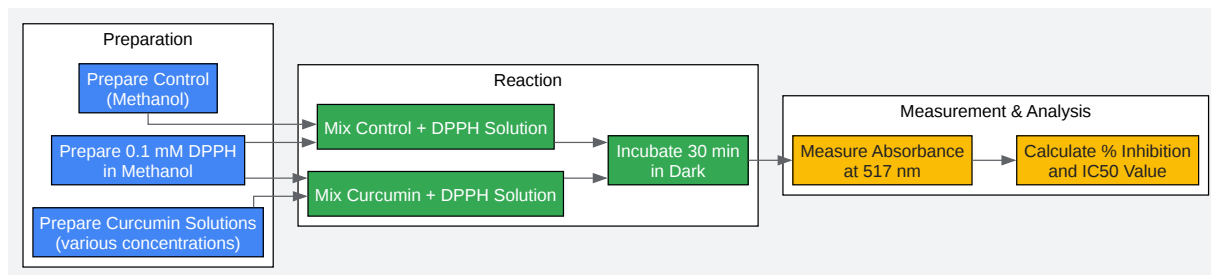 Preparation
Prepare Control
(Methanol)
Prepare 0.1 mM DPPH
in Methanol
Prepare Curcumin Solutions
(various concentrations)
Reaction
Mix Control + DPPH Solution
Mix Curcumin + DPPH Solution
Incubate 30 min
in Dark
Measurement & Analysis
Measure Absorbance
at 517 nm
Calculate % Inhibition
and IC50 Value